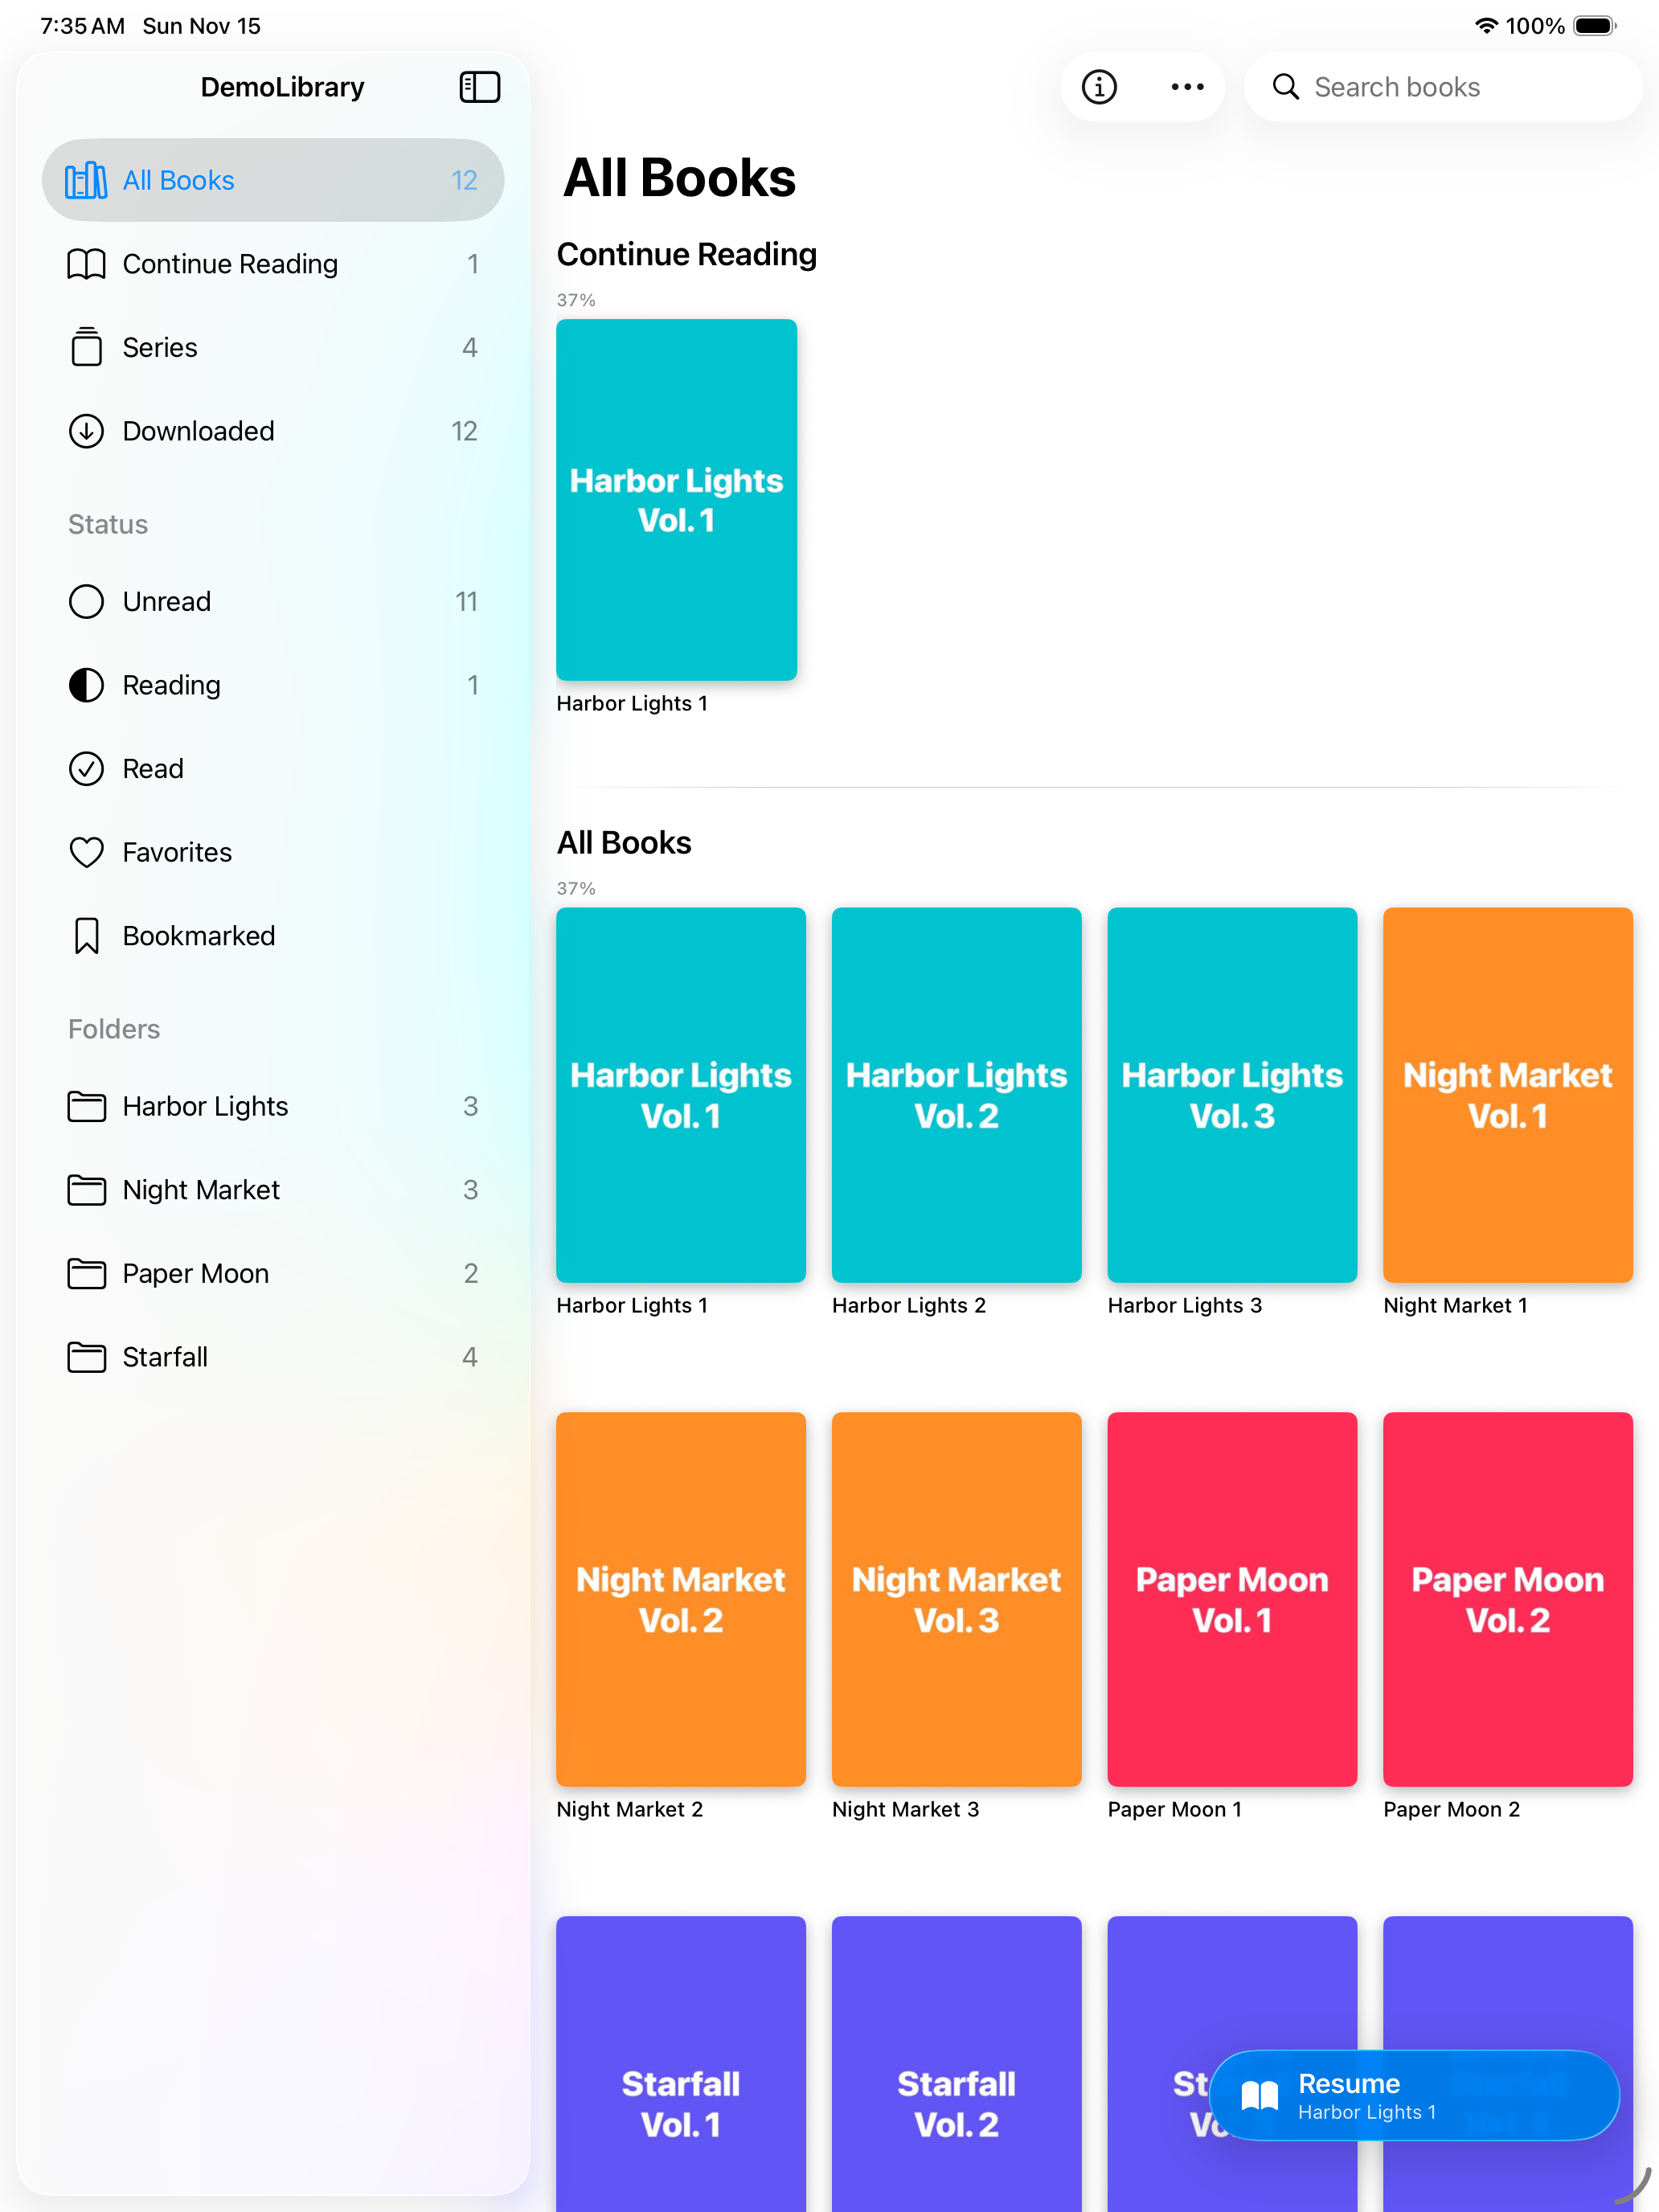 7:35 AM Sun Nov 15
100%
DemoLibrary
All Books 12
Continue Reading 1
Series 4
Downloaded 12
Status
Unread 11
Reading 1
Read
Favorites
Bookmarked
Folders
Harbor Lights 3
Night Market 3
Paper Moon 2
Starfall 4
Search books
All Books
Continue Reading
37%
Harbor Lights
Vol. 1
Harbor Lights 1
All Books
37%
Harbor Lights
Vol. 1
Harbor Lights 1
Harbor Lights
Vol. 2
Harbor Lights 2
Harbor Lights
Vol. 3
Harbor Lights 3
Night Market
Vol. 1
Night Market 1
Night Market
Vol. 2
Night Market 2
Night Market
Vol. 3
Night Market 3
Paper Moon
Vol. 1
Paper Moon 1
Paper Moon
Vol. 2
Paper Moon 2
Starfall
Vol. 1
Starfall
Vol. 2
Resume
Harbor Lights 1